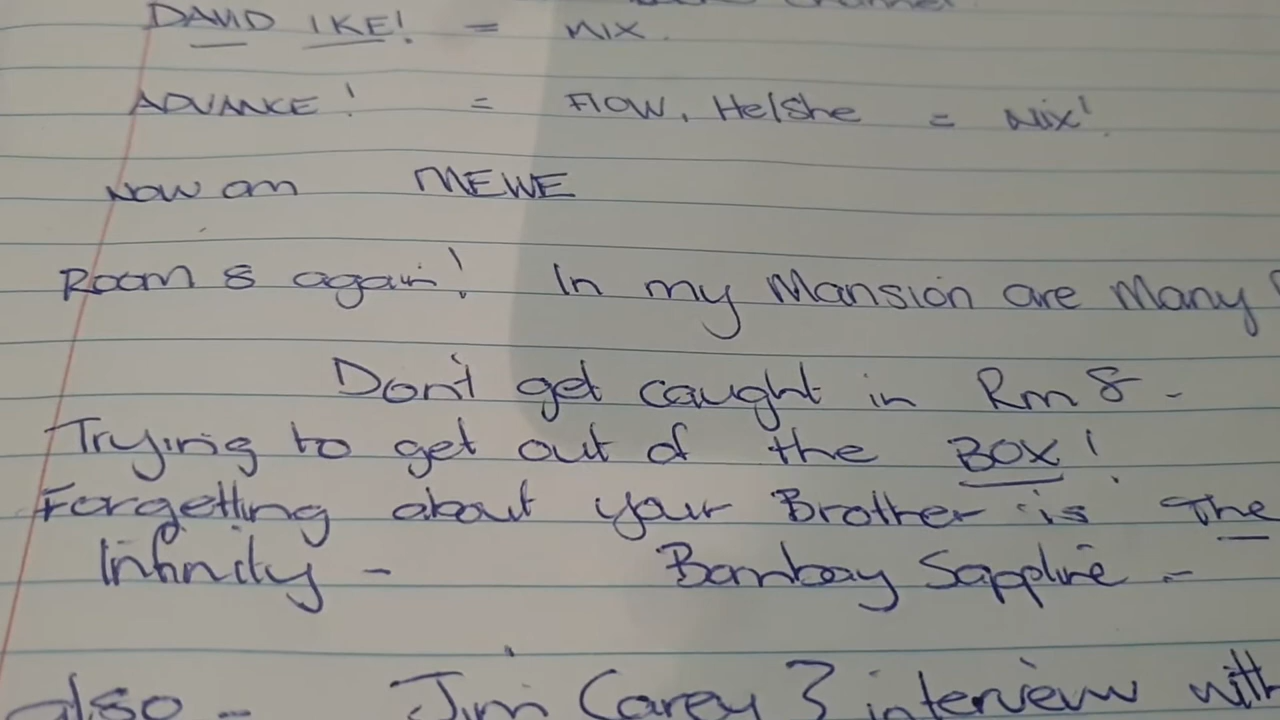 DAVID IKE! = NIX.
ADVANCE! = FLOW, He/She = Nix!
Now am MEWE
Room 8 again! In my Mansion are Many
Don't get caught in Rm 8 -
Trying to get out of the BOX!
Forgetting about your Brother is The
Infinity - Bombay Sapphire -
also - Jim Carey 3 interview with